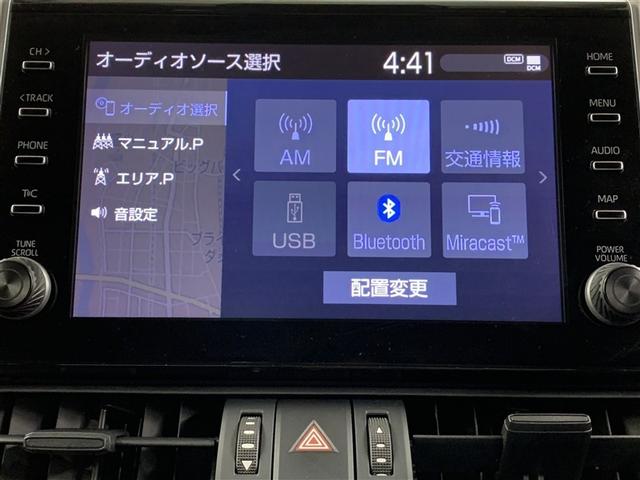 CH >
< TRACK
PHONE
T C
TUNE
SCROLL
オーディオソース選択
4:41
DCM
DCM
オーディオ選択
マニュアル.P
エリア.P
音設定
AM
FM
交通情報
USB
Bluetooth
Miracast™
配置変更
HOME
MENU
AUDIO
MAP
POWER
VOLUME